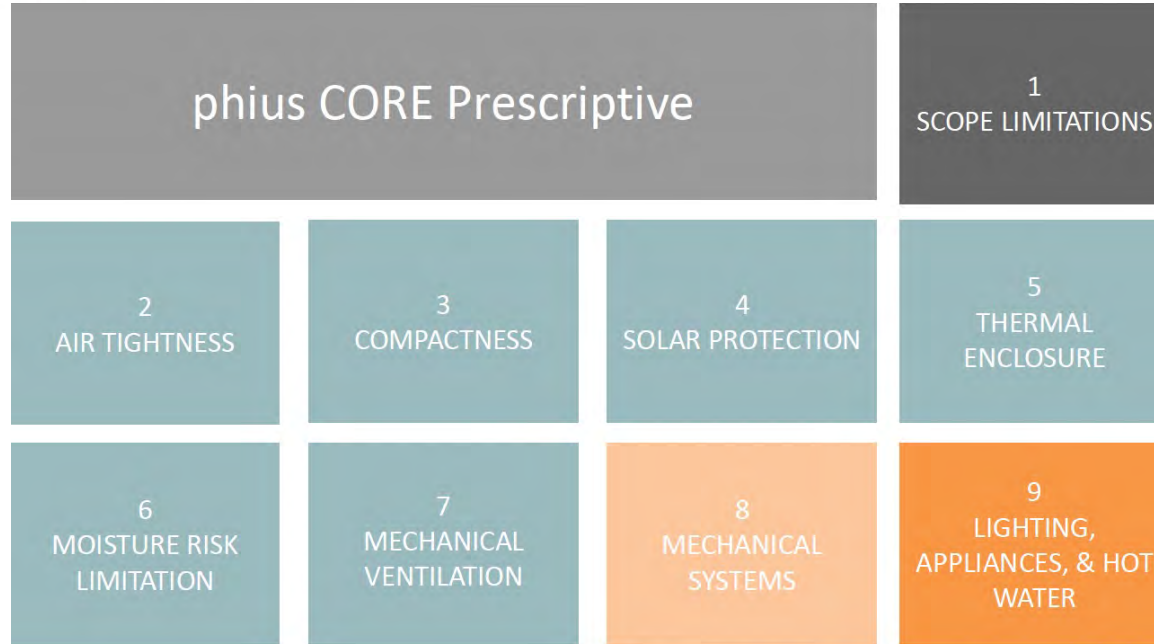 phius CORE Prescriptive
1
SCOPE LIMITATIONS
2
AIR TIGHTNESS
3
COMPACTNESS
4
SOLAR PROTECTION
5
THERMAL
ENCLOSURE
6
MOISTURE RISK
LIMITATION
7
MECHANICAL
VENTILATION
8
MECHANICAL
SYSTEMS
9
LIGHTING,
APPLIANCES, & HOT
WATER